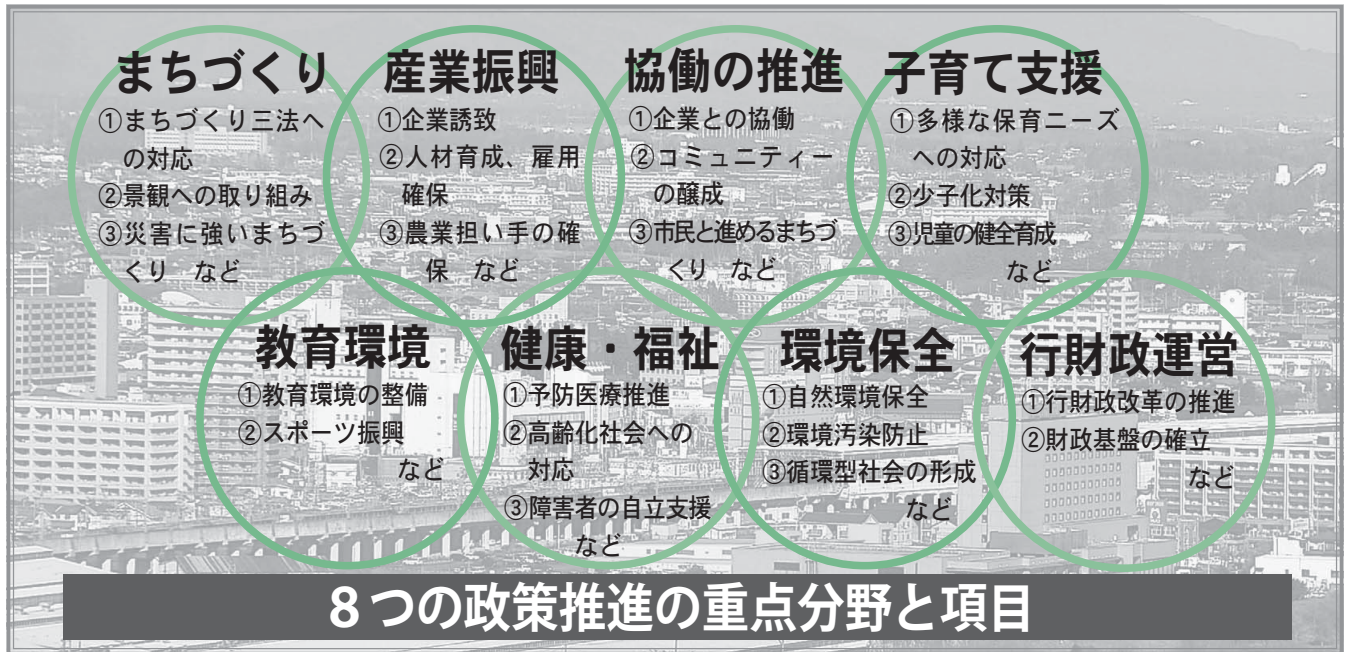 まちづくり
①まちづくり三法へ
の対応
②景観への取り組み
③災害に強いまちづ
くり　など
産業振興
①企業誘致
②人材育成、雇用
確保
③農業担い手の確
保　など
協働の推進
①企業との協働
②コミュニティー
の醸成
③市民と進めるまちづ
くり　など
子育て支援
①多様な保育ニーズ
への対応
②少子化対策
③児童の健全育成
など
教育環境
①教育環境の整備
②スポーツ振興
など
健康・福祉
①予防医療推進
②高齢化社会への
対応
③障害者の自立支援
など
環境保全
①自然環境保全
②環境汚染防止
③循環型社会の形成
など
行財政運営
①行財政改革の推進
②財政基盤の確立
など
８つの政策推進の重点分野と項目